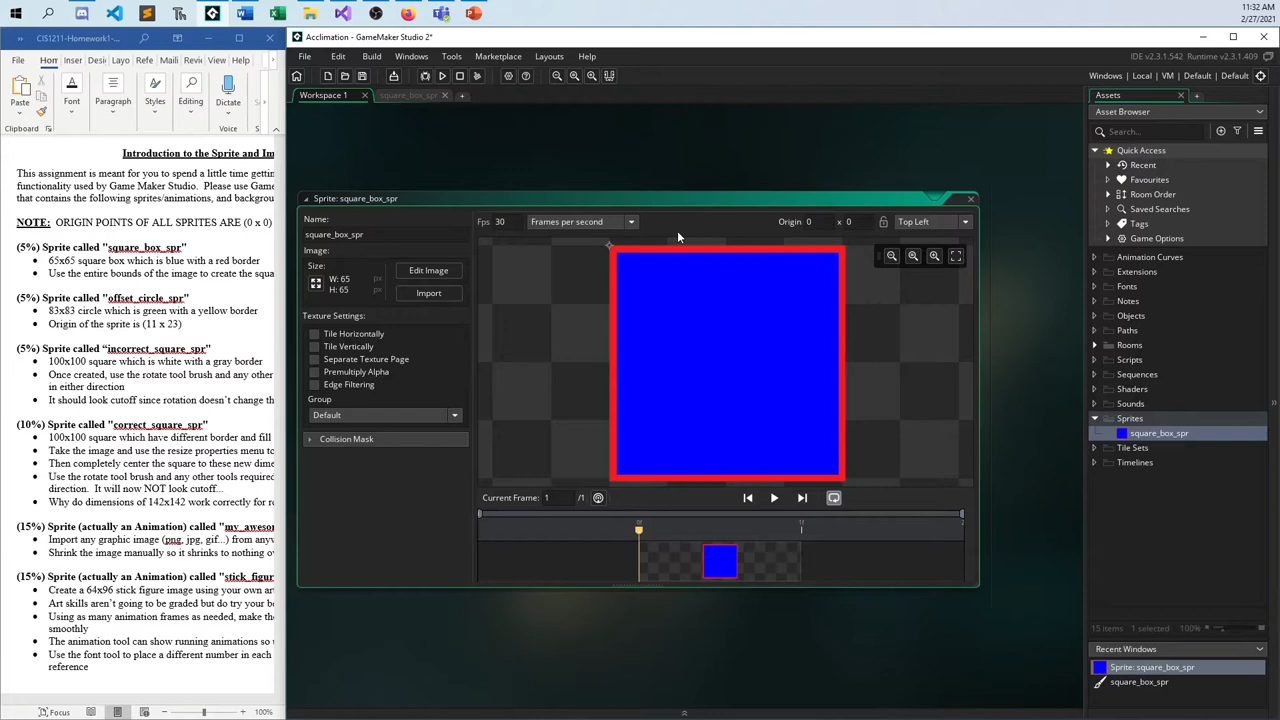 11:32 AM
2/27/2021
CIS1211-Homework1-...
File Hom Inser Desi Layo Refe Maili Revi View Help
Paste Font Paragraph Styles Editing Dictate
Clipboard Voice
Introduction to the Sprite and Im
This assignment is meant for you to spend a little time gettin
functionality used by Game Maker Studio. Please use Game
that contains the following sprites/animations, and backgrou
NOTE: ORIGIN POINTS OF ALL SPRITES ARE (0 x 0)
(5%) Sprite called "square_box_spr"
• 65x65 square box which is blue with a red border
• Use the entire bounds of the image to create the squa
(5%) Sprite called "offset_circle_spr"
• 83x83 circle which is green with a yellow border
• Origin of the sprite is (11 x 23)
(5%) Sprite called “incorrect_square_spr"
• 100x100 square which is white with a gray border
• Once created, use the rotate tool brush and any other
in either direction
• It should look cutoff since rotation doesn’t change th
(10%) Sprite called "correct_square_spr"
• 100x100 square which have different border and fill
• Take the image and use the resize properties menu to
• Then completely center the square to these new dime
• Use the rotate tool brush and any other tools required
direction. It will now NOT look cutoff...
• Why do dimensions of 142x142 work correctly for ro
(15%) Sprite (actually an Animation) called "my_aweso
• Import any graphic image (png, jpg, gif...) from anyw
• Shrink the image manually so it shrinks to nothing ov
(15%) Sprite (actually an Animation) called "stick_figur
• Create a 64x96 stick figure image using your own ar
• Art skills aren’t going to be graded but do try your be
• Using as many animation frames as needed, make the
smoothly
• The animation tool can show running animations so u
• Use the font tool to place a different number in each
reference
Focus 100%
Acclimation - GameMaker Studio 2*
File Edit Build Windows Tools Marketplace Layouts Help
IDE v2.3.1.542 Runtime v2.3.1.409
Windows | Local | VM | Default | Default
Workspace 1 square_box_spr
Sprite: square_box_spr
Name:
square_box_spr
Image:
Size:
W: 65 px
H: 65 px
Edit Image
Import
Texture Settings:
Tile Horizontally
Tile Vertically
Separate Texture Page
Premultiply Alpha
Edge Filtering
Group
Default
Collision Mask
Fps 30 Frames per second Origin 0 x 0 Top Left
Current Frame: 1 /1
0f 1f 2
Assets
Asset Browser
Search...
Quick Access
Recent
Favourites
Room Order
Saved Searches
Tags
Game Options
Animation Curves
Extensions
Fonts
Notes
Objects
Paths
Rooms
Scripts
Sequences
Shaders
Sounds
Sprites
square_box_spr
Tile Sets
Timelines
15 items 1 selected 100%
Recent Windows
Sprite: square_box_spr
square_box_spr